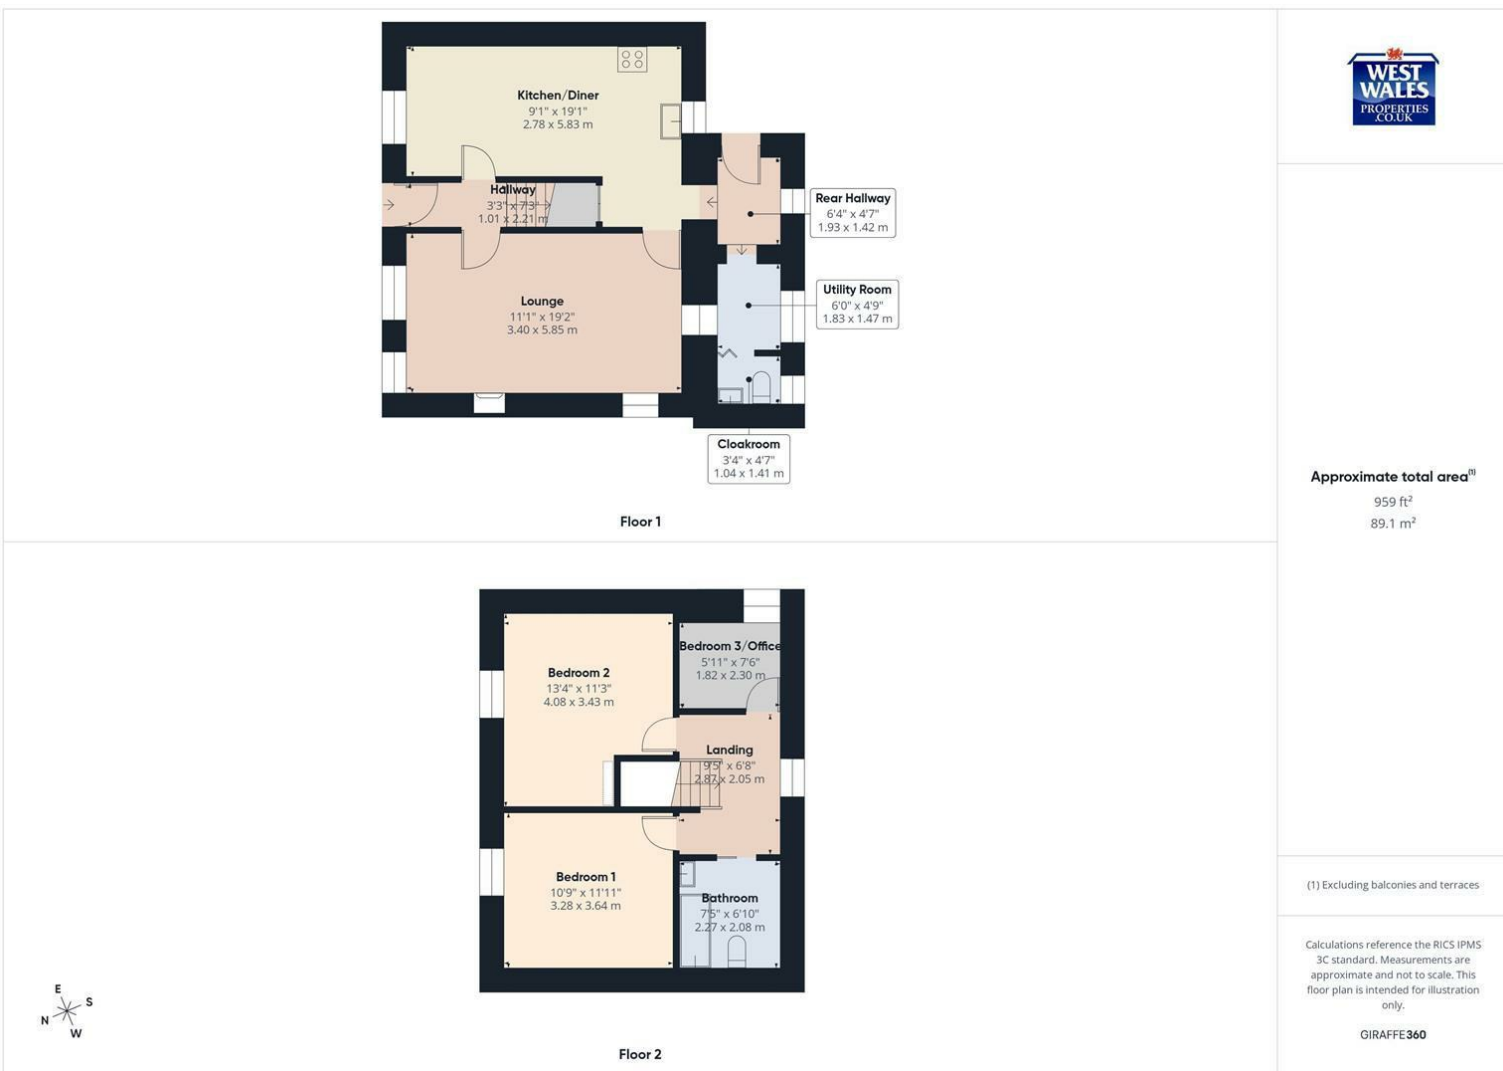 Kitchen/Diner
9'1" x 19'1"
2.78 x 5.83 m
Hallway
3'3" x 7'3"
1.01 x 2.21 m
Rear Hallway
6'4" x 4'7"
1.93 x 1.42 m
Lounge
11'1" x 19'2"
3.40 x 5.85 m
Utility Room
6'0" x 4'9"
1.83 x 1.47 m
Cloakroom
3'4" x 4'7"
1.04 x 1.41 m
Floor 1
Bedroom 2
13'4" x 11'3"
4.08 x 3.43 m
Bedroom 3/Office
5'11" x 7'6"
1.82 x 2.30 m
Landing
9'5" x 6'8"
2.87 x 2.05 m
Bedroom 1
10'9" x 11'11"
3.28 x 3.64 m
Bathroom
7'5" x 6'10"
2.27 x 2.08 m
E
S
N
W
Floor 2
WEST
WALES
PROPERTIES
.CO.UK
Approximate total area(1)
959 ft²
89.1 m²
(1) Excluding balconies and terraces
Calculations reference the RICS IPMS
3C standard. Measurements are
approximate and not to scale. This
floor plan is intended for illustration
only.
GIRAFFE360